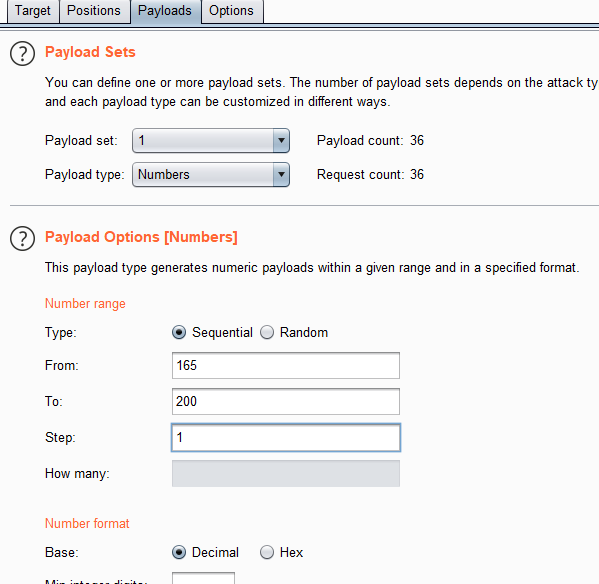 Target Positions Payloads Options
? Payload Sets
You can define one or more payload sets. The number of payload sets depends on the attack ty
and each payload type can be customized in different ways.
Payload set: 1 Payload count: 36
Payload type: Numbers Request count: 36
? Payload Options [Numbers]
This payload type generates numeric payloads within a given range and in a specified format.
Number range
Type: Sequential Random
From: 165
To: 200
Step: 1
How many:
Number format
Base: Decimal Hex
Min integer digits: